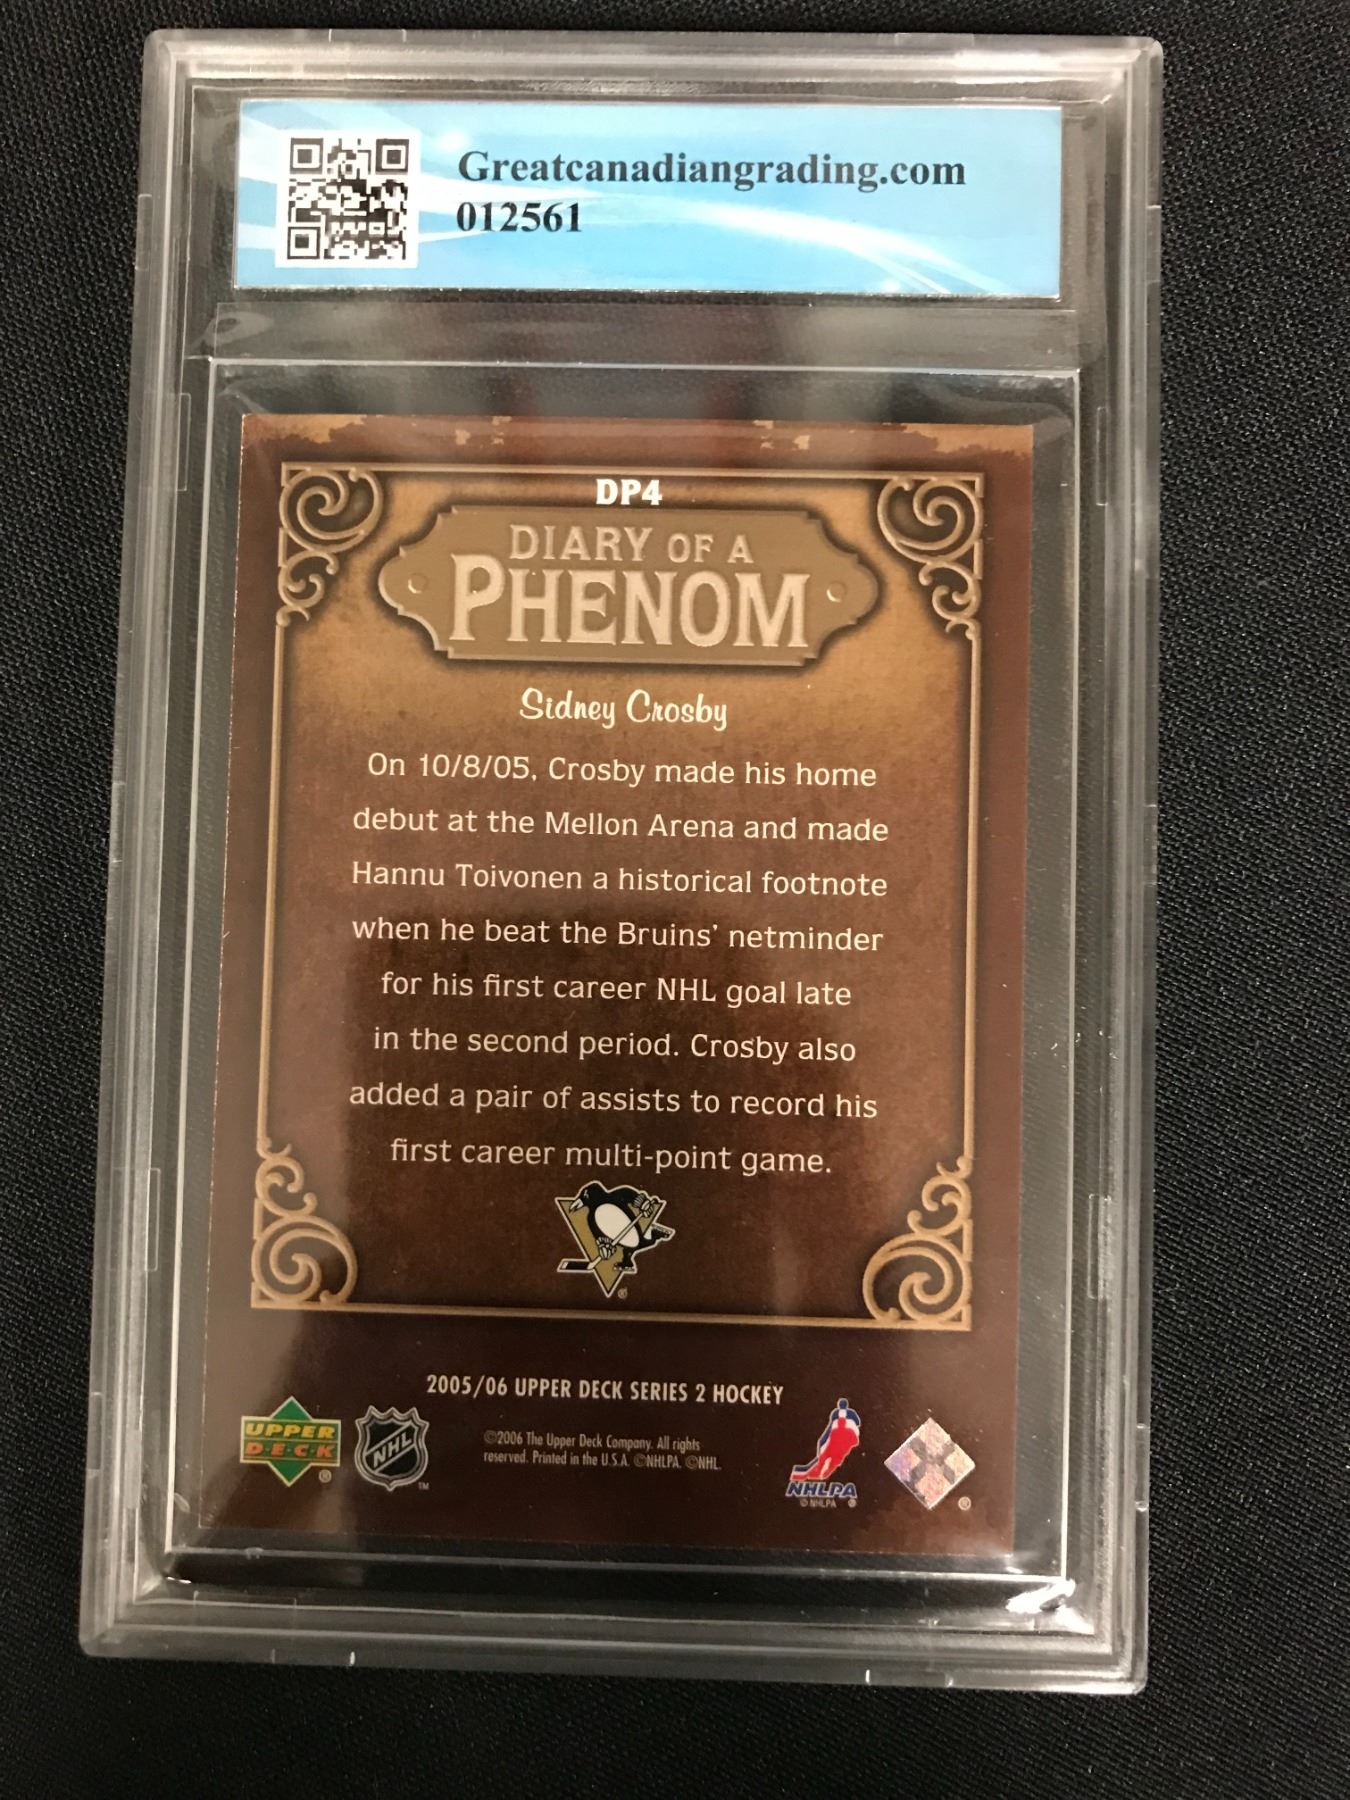 Greatcanadiangrading.com
012561
DP4
DIARY OF A
PHENOM
Sidney Crosby
On 10/8/05, Crosby made his home
debut at the Mellon Arena and made
Hannu Toivonen a historical footnote
when he beat the Bruins' netminder
for his first career NHL goal late
in the second period. Crosby also
added a pair of assists to record his
first career multi-point game.
®
2005/06 UPPER DECK SERIES 2 HOCKEY
UPPER
D·E·C·K
®
NHL
™
©2006 The Upper Deck Company. All rights
reserved. Printed in the U.S.A. ©NHLPA. ©NHL.
NHLPA
© NHLPA ®
®